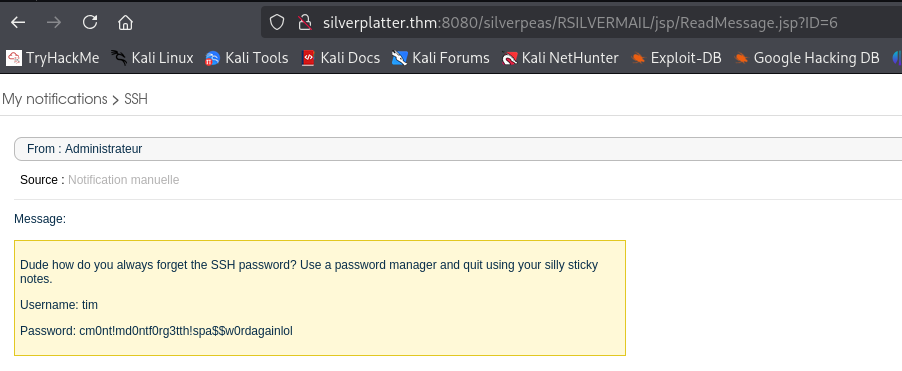 silverplatter.thm:8080/silverpeas/RSILVERMAIL/jsp/ReadMessage.jsp?ID=6
TryHackMe Kali Linux Kali Tools Kali Docs Kali Forums Kali NetHunter Exploit-DB Google Hacking DB
My notifications > SSH
From : Administrateur
Source : Notification manuelle
Message:
Dude how do you always forget the SSH password? Use a password manager and quit using your silly sticky
notes.
Username: tim
Password: cm0nt!md0ntf0rg3tth!spa$$w0rdagainlol